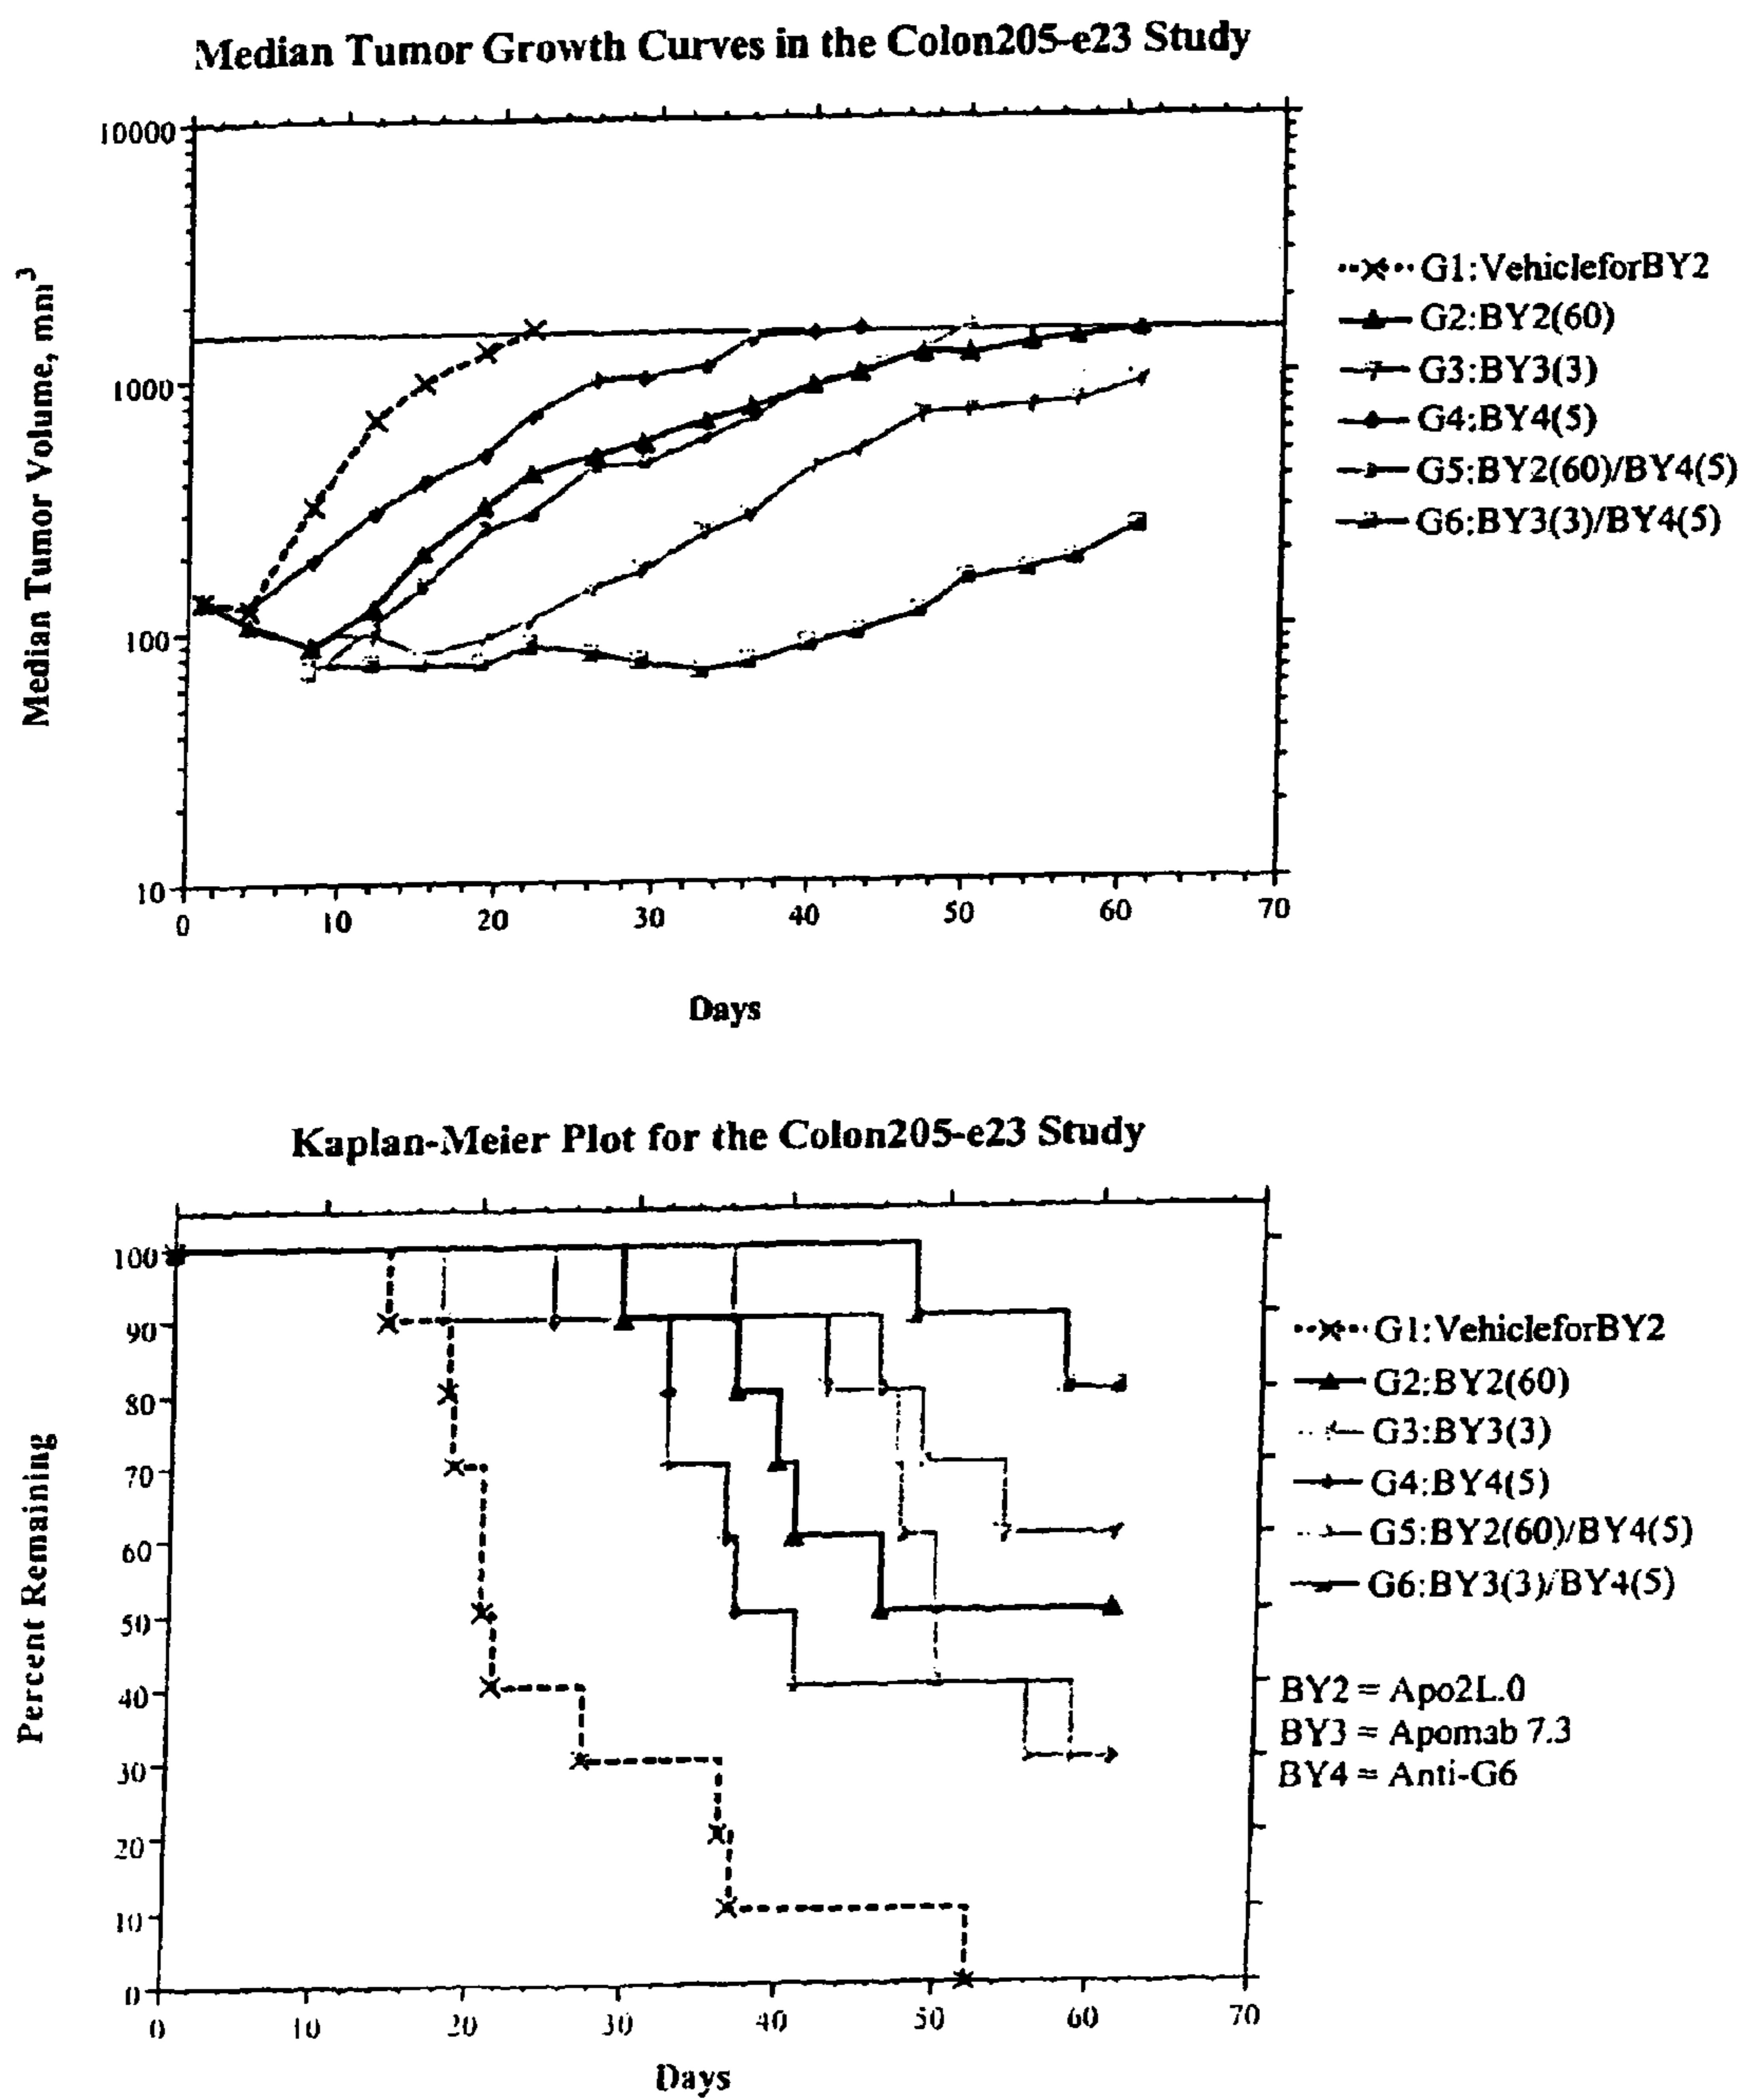 Median Tumor Growth Curves in the Colon205-e23 Study
10000
1000
100
10
Median Tumor Volume, mm³
0 10 20 30 40 50 60 70
Days
G1:VehicleforBY2
G2:BY2(60)
G3:BY3(3)
G4:BY4(5)
G5:BY2(60)/BY4(5)
G6:BY3(3)/BY4(5)
Kaplan-Meier Plot for the Colon205-e23 Study
100
90
80
70
60
50
40
30
20
10
0
Percent Remaining
0 10 20 30 40 50 60 70
Days
G1:VehicleforBY2
G2:BY2(60)
G3:BY3(3)
G4:BY4(5)
G5:BY2(60)/BY4(5)
G6:BY3(3)/BY4(5)
BY2 = Apo2L.0
BY3 = Apomab 7.3
BY4 = Anti-G6